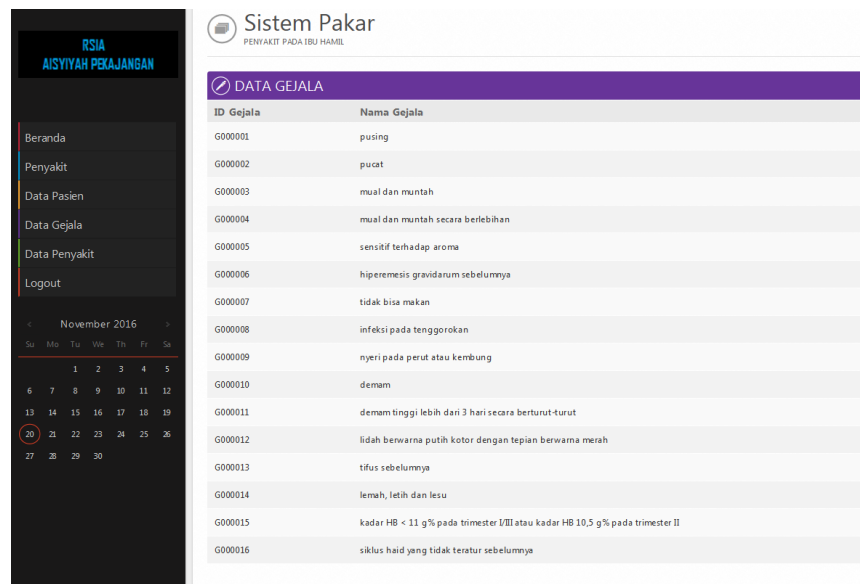 RSIA
AISYIYAH PEKAJANGAN
Beranda
Penyakit
Data Pasien
Data Gejala
Data Penyakit
Logout
< November 2016 >
Su Mo Tu We Th Fr Sa
1 2 3 4 5
6 7 8 9 10 11 12
13 14 15 16 17 18 19
20 21 22 23 24 25 26
27 28 29 30
Sistem Pakar
PENYAKIT PADA IBU HAMIL
DATA GEJALA
ID Gejala Nama Gejala
G000001 pusing
G000002 pucat
G000003 mual dan muntah
G000004 mual dan muntah secara berlebihan
G000005 sensitif terhadap aroma
G000006 hiperemesis gravidarum sebelumnya
G000007 tidak bisa makan
G000008 infeksi pada tenggorokan
G000009 nyeri pada perut atau kembung
G000010 demam
G000011 demam tinggi lebih dari 3 hari secara berturut-turut
G000012 lidah berwarna putih kotor dengan tepian berwarna merah
G000013 tifus sebelumnya
G000014 lemah, letih dan lesu
G000015 kadar HB < 11 g% pada trimester I/III atau kadar HB 10,5 g% pada trimester II
G000016 siklus haid yang tidak teratur sebelumnya